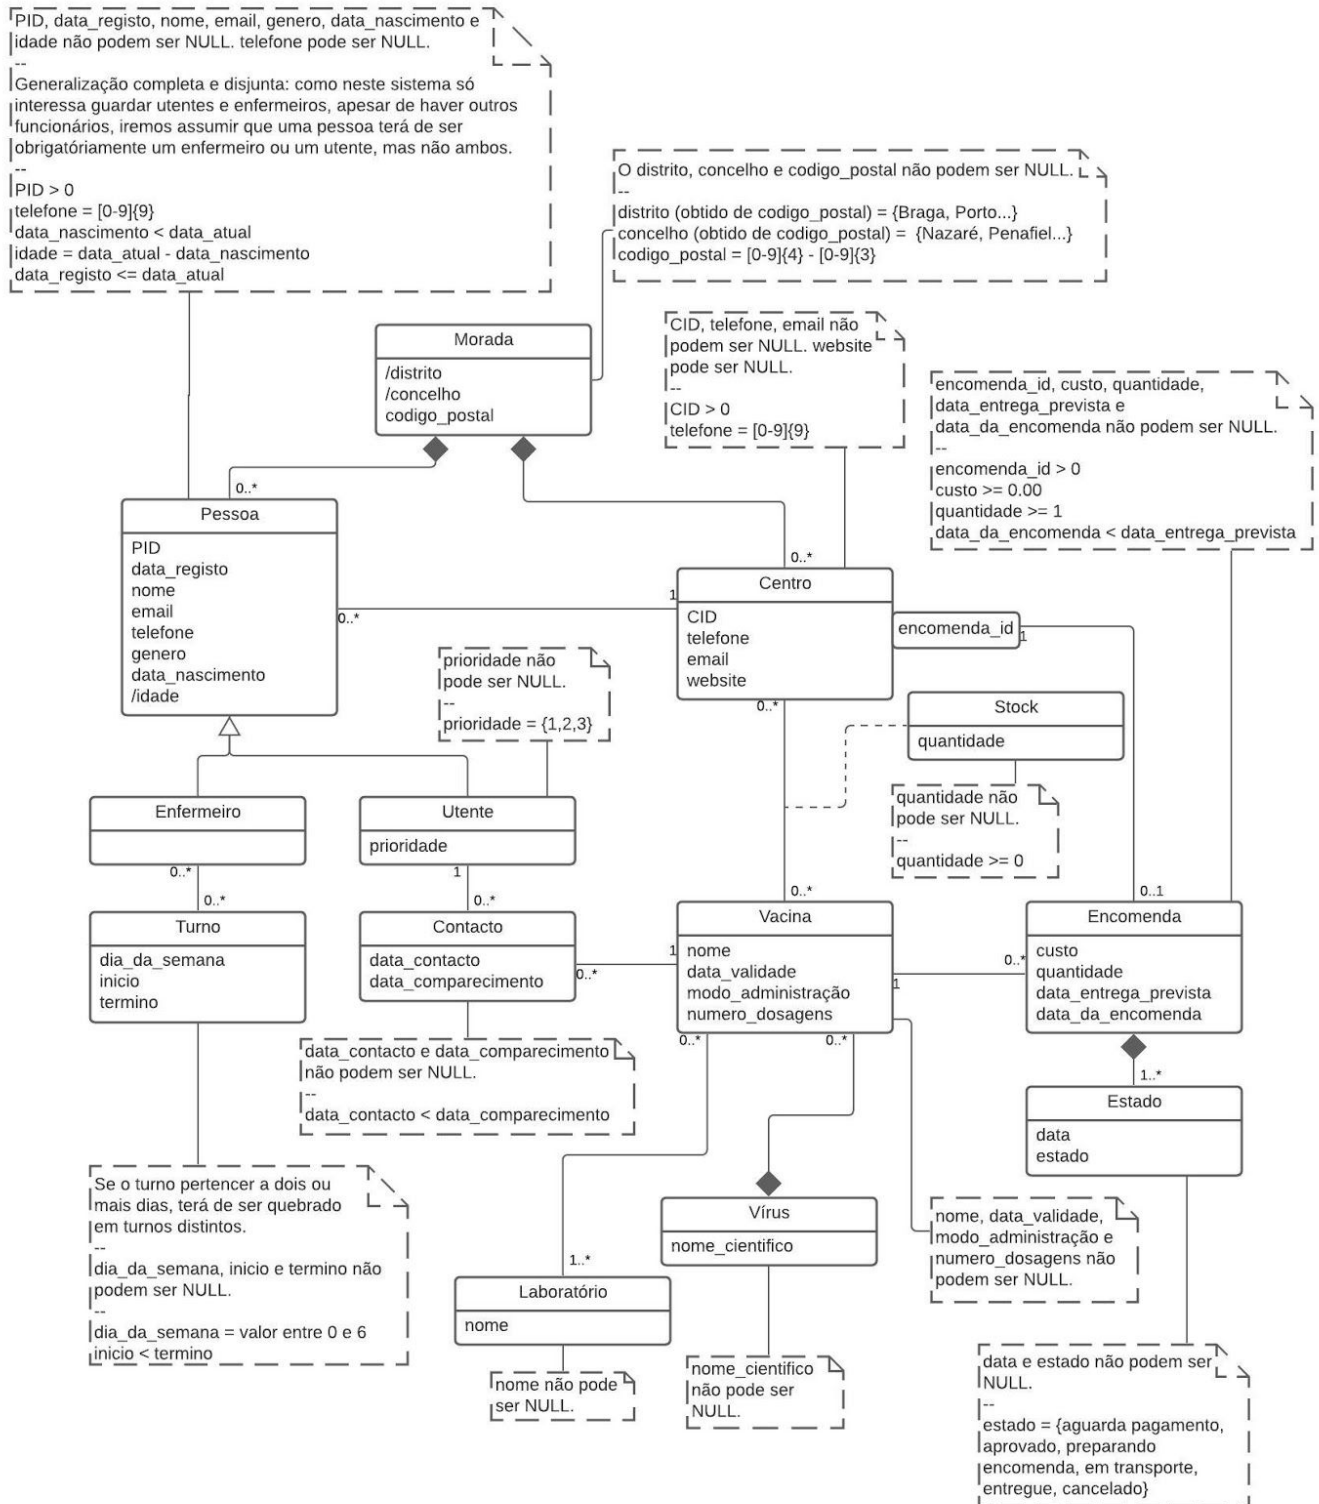 PID, data_registo, nome, email, genero, data_nascimento e
idade não podem ser NULL. telefone pode ser NULL.
--
Generalização completa e disjunta: como neste sistema só
interessa guardar utentes e enfermeiros, apesar de haver outros
funcionários, iremos assumir que uma pessoa terá de ser
obrigatóriamente um enfermeiro ou um utente, mas não ambos.
--
PID > 0
telefone = [0-9]{9}
data_nascimento < data_atual
idade = data_atual - data_nascimento
data_registo <= data_atual
O distrito, concelho e codigo_postal não podem ser NULL.
--
distrito (obtido de codigo_postal) = {Braga, Porto...}
concelho (obtido de codigo_postal) = {Nazaré, Penafiel...}
codigo_postal = [0-9]{4} - [0-9]{3}
Morada
/distrito
/concelho
codigo_postal
CID, telefone, email não
podem ser NULL. website
pode ser NULL.
--
CID > 0
telefone = [0-9]{9}
encomenda_id, custo, quantidade,
data_entrega_prevista e
data_da_encomenda não podem ser NULL.
--
encomenda_id > 0
custo >= 0.00
quantidade >= 1
data_da_encomenda < data_entrega_prevista
0..*
Pessoa
PID
data_registo
nome
email
telefone
genero
data_nascimento
/idade
0..*
1
0..*
Centro
CID
telefone
email
website
encomenda_id
1
0..*
prioridade não
pode ser NULL.
--
prioridade = {1,2,3}
Stock
quantidade
quantidade não
pode ser NULL.
--
quantidade >= 0
Enfermeiro
0..*
Utente
prioridade
1
0..*
Turno
dia_da_semana
inicio
termino
0..*
Contacto
data_contacto
data_comparecimento
0..*
1
0..*
Vacina
nome
data_validade
modo_administração
numero_dosagens
1
0..*
0..1
Encomenda
custo
quantidade
data_entrega_prevista
data_da_encomenda
0..*
0..*
data_contacto e data_comparecimento
não podem ser NULL.
--
data_contacto < data_comparecimento
1..*
Estado
data
estado
Se o turno pertencer a dois ou
mais dias, terá de ser quebrado
em turnos distintos.
--
dia_da_semana, inicio e termino não
podem ser NULL.
--
dia_da_semana = valor entre 0 e 6
inicio < termino
Vírus
nome_cientifico
nome, data_validade,
modo_administração e
numero_dosagens não
podem ser NULL.
1..*
Laboratório
nome
nome não pode
ser NULL.
nome_cientifico
não pode ser
NULL.
data e estado não podem ser
NULL.
--
estado = {aguarda pagamento,
aprovado, preparando
encomenda, em transporte,
entregue, cancelado}